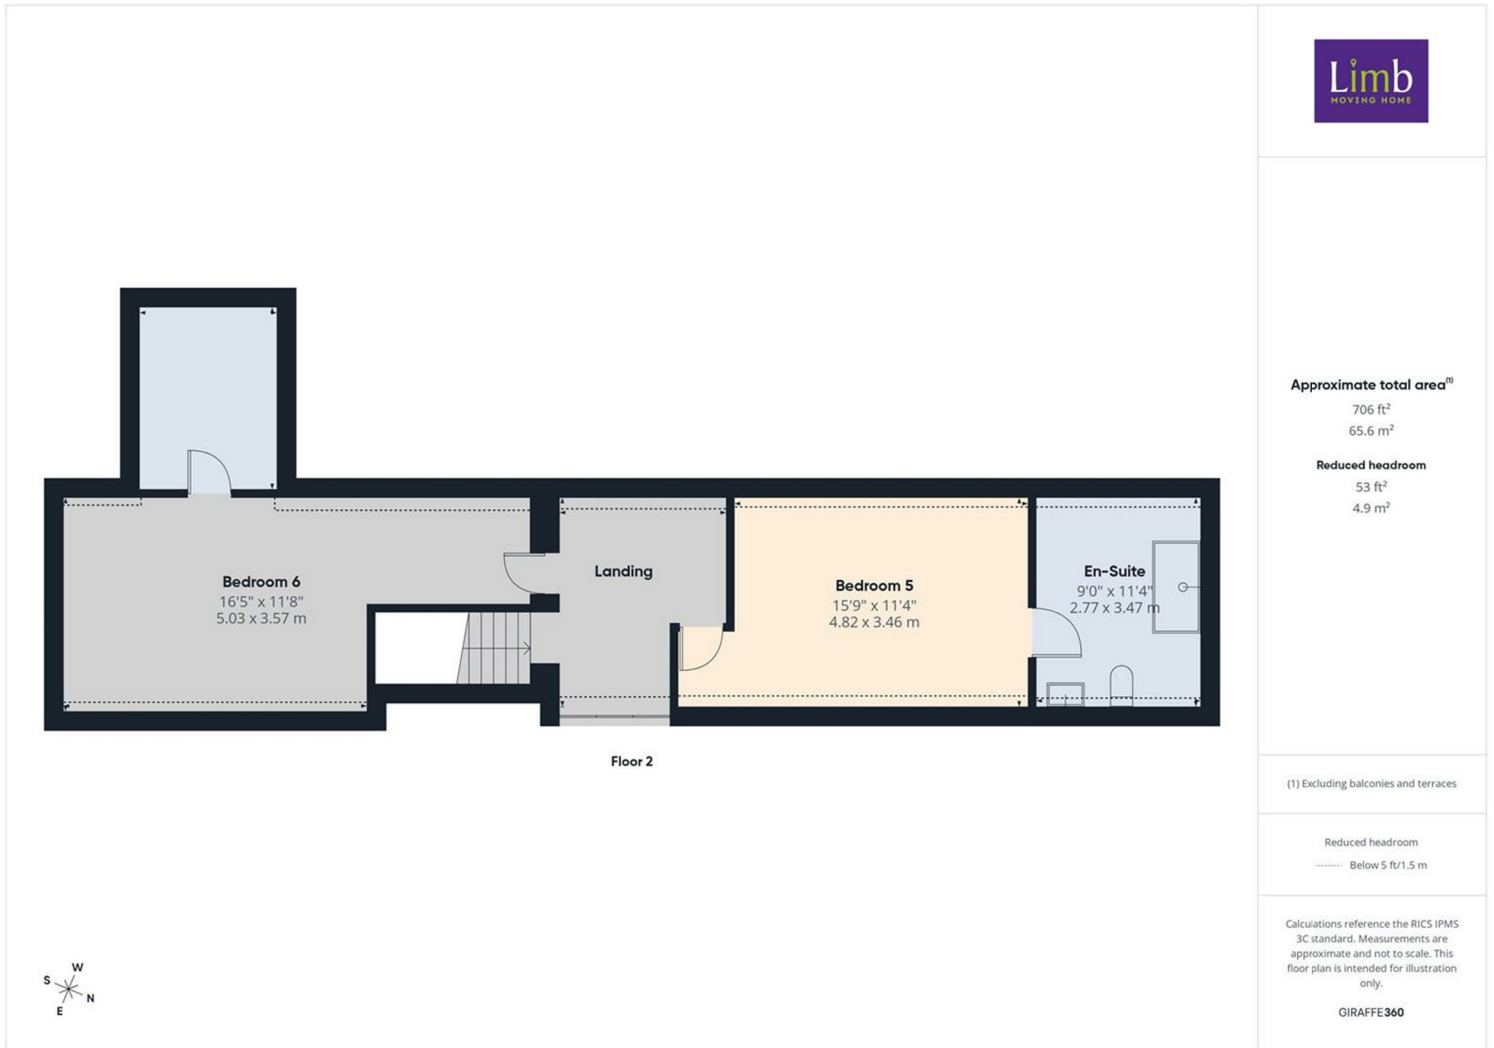 Limb
MOVING HOME
Approximate total area(1)
706 ft²
65.6 m²
Reduced headroom
53 ft²
4.9 m²
Bedroom 6
16'5" x 11'8"
5.03 x 3.57 m
Landing
Bedroom 5
15'9" x 11'4"
4.82 x 3.46 m
En-Suite
9'0" x 11'4"
2.77 x 3.47 m
Floor 2
(1) Excluding balconies and terraces
Reduced headroom
Below 5 ft/1.5 m
Calculations reference the RICS IPMS
3C standard. Measurements are
approximate and not to scale. This
floor plan is intended for illustration
only.
GIRAFFE360
W
S
N
E